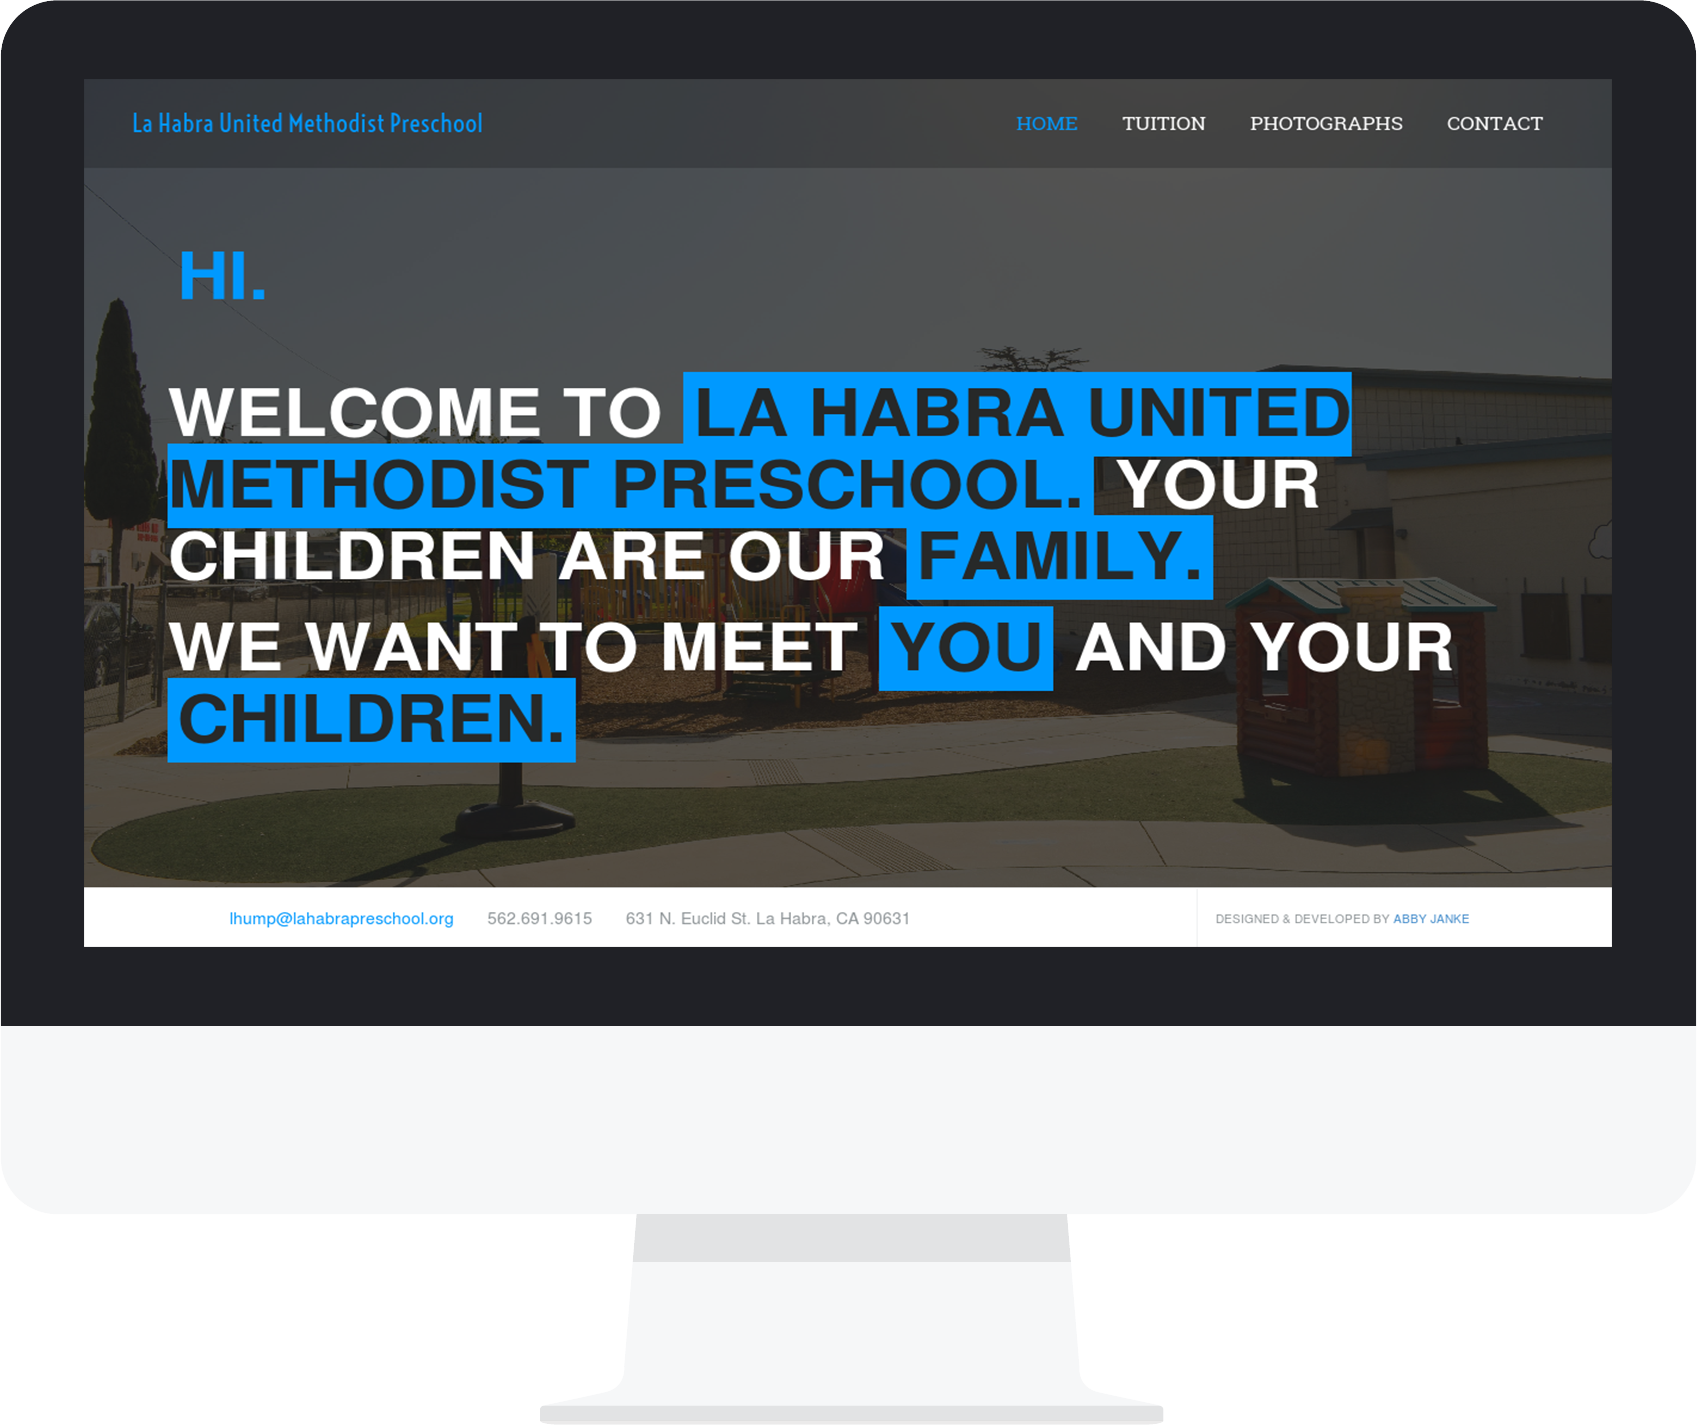 La Habra United Methodist Preschool
HOME TUITION PHOTOGRAPHS CONTACT
HI.
WELCOME TO LA HABRA UNITED
METHODIST PRESCHOOL. YOUR
CHILDREN ARE OUR FAMILY.
WE WANT TO MEET YOU AND YOUR
CHILDREN.
lhump@lahabrapreschool.org 562.691.9615 631 N. Euclid St. La Habra, CA 90631
DESIGNED & DEVELOPED BY ABBY JANKE